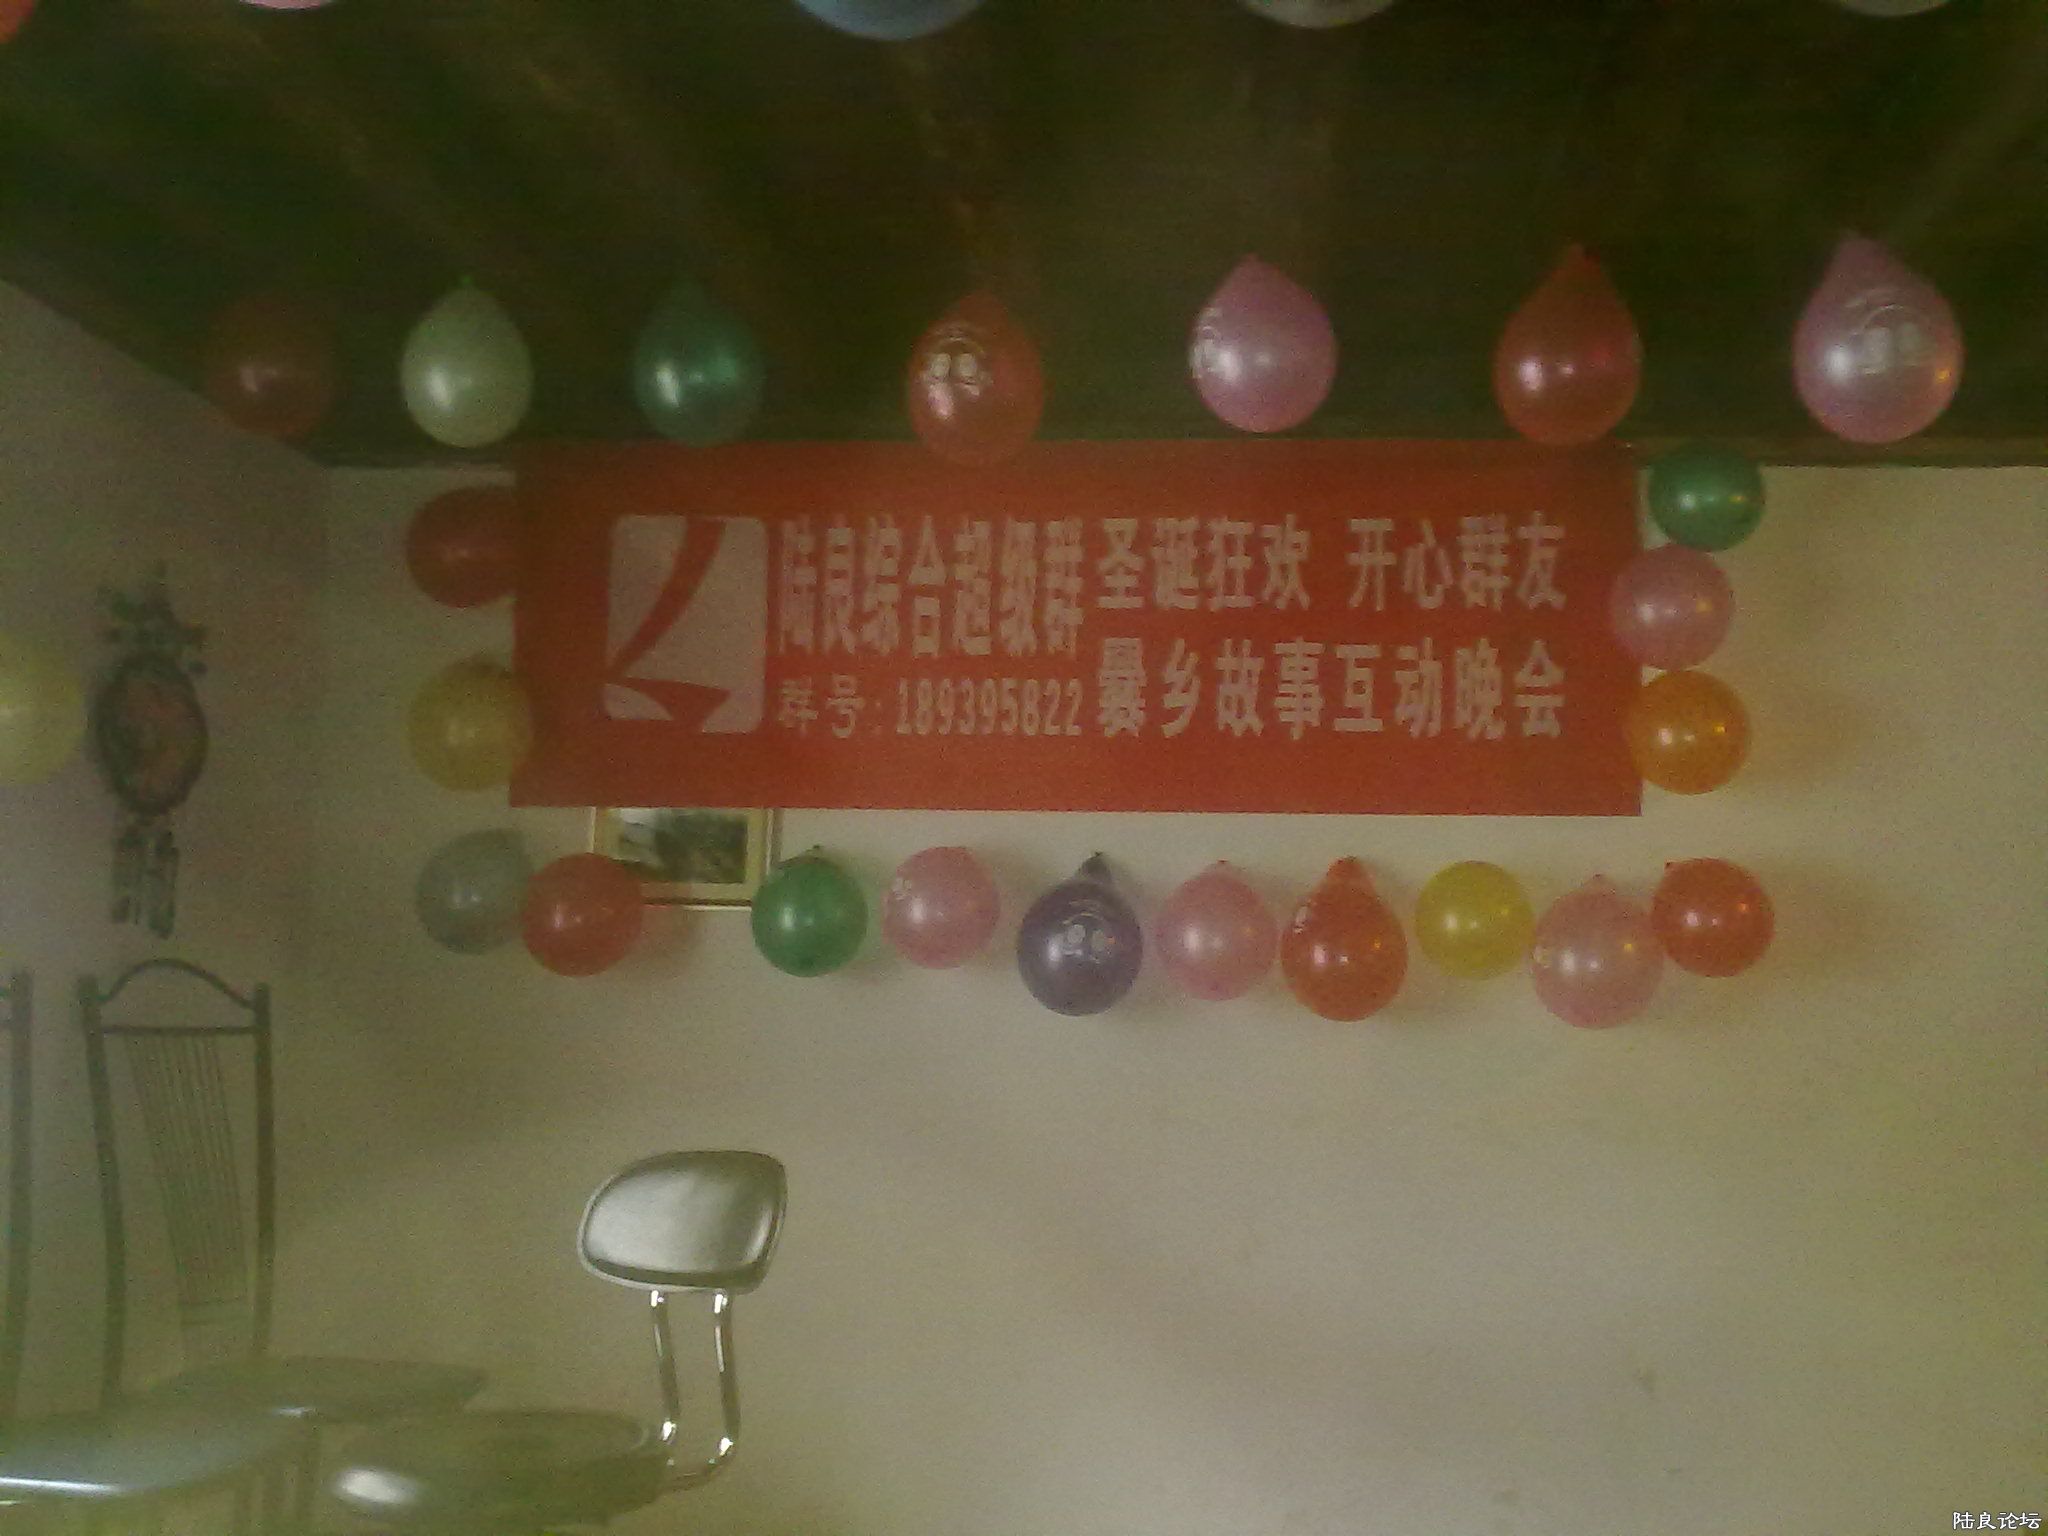 陆良综合超级群
群号:189395822
圣诞狂欢 开心群友
爨乡故事互动晚会
陆良论坛